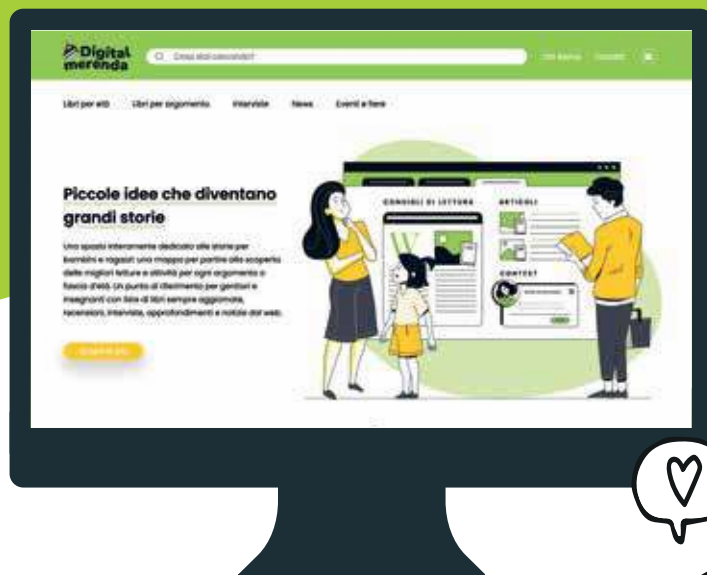 Digital
merenda
Cosa stai cercando?
Chi siamo Contatti
Libri per età Libri per argomento Interviste News Eventi e fiere
Piccole idee che diventano
grandi storie
Uno spazio interamente dedicato alle storie per
bambini e ragazzi: una mappa per partire alla scoperta
delle migliori letture e attività per ogni argomento o
fascia d'età. Un punto di riferimento per genitori e
insegnanti con liste di libri sempre aggiornate,
recensioni, interviste, approfondimenti e notizie dal web.
CONSIGLI DI LETTURA
ARTICOLI
CONTEST